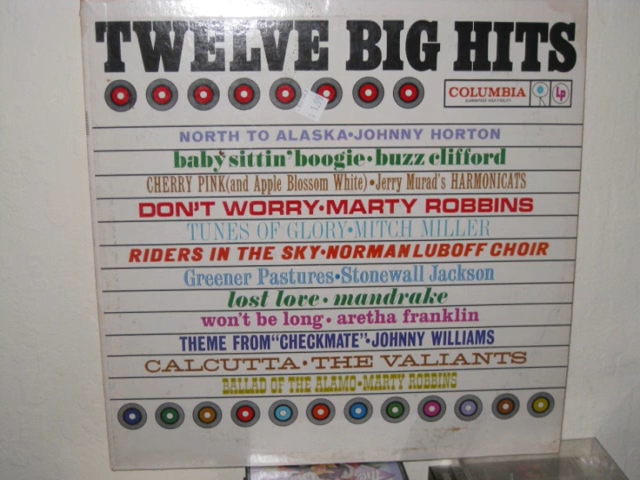 TWELVE BIG HITS
COLUMBIA Lp
NORTH TO ALASKA•JOHNNY HORTON
baby sittin' boogie•buzz clifford
CHERRY PINK(and Apple Blossom White)•Jerry Murad's HARMONICATS
DON'T WORRY•MARTY ROBBINS
TUNES OF GLORY•MITCH MILLER
RIDERS IN THE SKY•NORMAN LUBOFF CHOIR
Greener Pastures•Stonewall Jackson
lost love• mandrake
won't be long• aretha franklin
THEME FROM "CHECKMATE"•JOHNNY WILLIAMS
CALCUTTA•THE VALIANTS
BALLAD OF THE ALAMO•MARTY ROBBINS